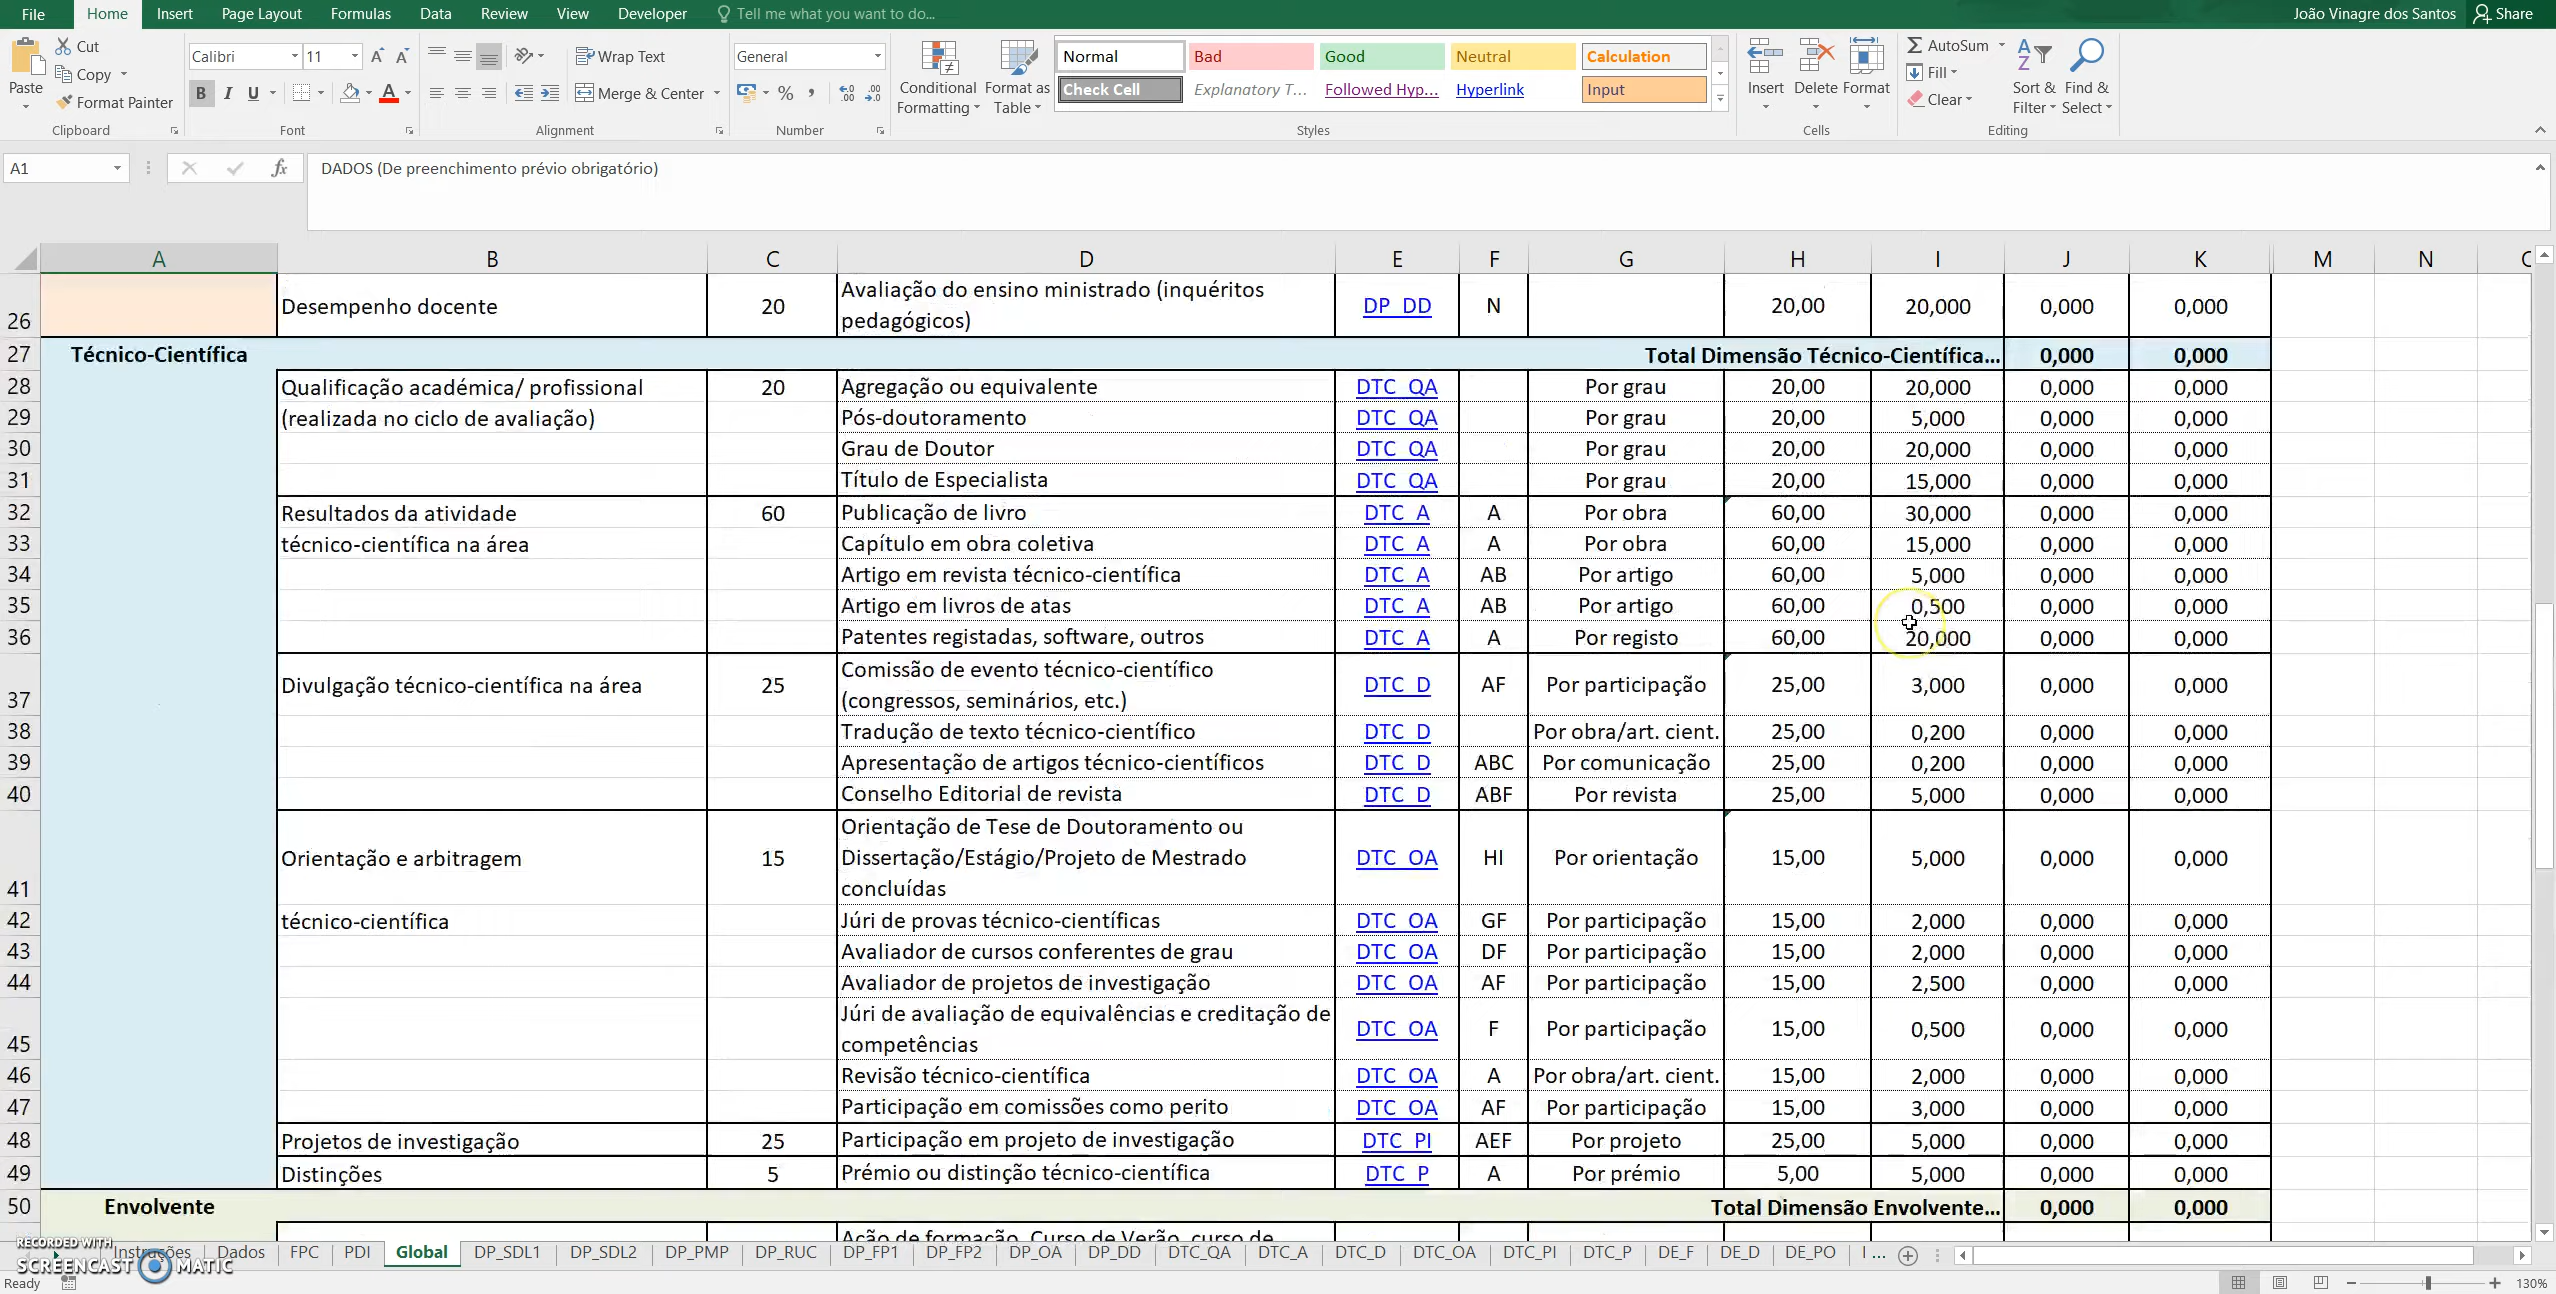 File Home Insert Page Layout Formulas Data Review View Developer Tell me what you want to do... João Vinagre dos Santos Share
Paste Cut Copy Format Painter Clipboard
Calibri 11 B I U A Font
Wrap Text Merge & Center Alignment
General % Number
Conditional Formatting Format as Table
Normal Bad Good Neutral Calculation
Check Cell Explanatory T... Followed Hyp... Hyperlink Input
Styles
Insert Delete Format Cells
AutoSum Fill Clear Sort & Filter Find & Select Editing
A1 fx DADOS (De preenchimento prévio obrigatório)
A B C D E F G H I J K M N
26 Desempenho docente 20 Avaliação do ensino ministrado (inquéritos pedagógicos) DP_DD N 20,00 20,000 0,000 0,000
27 Técnico-Científica Total Dimensão Técnico-Científica... 0,000 0,000
28 Qualificação académica/ profissional 20 Agregação ou equivalente DTC_QA Por grau 20,00 20,000 0,000 0,000
29 (realizada no ciclo de avaliação) Pós-doutoramento DTC_QA Por grau 20,00 5,000 0,000 0,000
30 Grau de Doutor DTC_QA Por grau 20,00 20,000 0,000 0,000
31 Título de Especialista DTC_QA Por grau 20,00 15,000 0,000 0,000
32 Resultados da atividade 60 Publicação de livro DTC_A A Por obra 60,00 30,000 0,000 0,000
33 técnico-científica na área Capítulo em obra coletiva DTC_A A Por obra 60,00 15,000 0,000 0,000
34 Artigo em revista técnico-científica DTC_A AB Por artigo 60,00 5,000 0,000 0,000
35 Artigo em livros de atas DTC_A AB Por artigo 60,00 0,500 0,000 0,000
36 Patentes registadas, software, outros DTC_A A Por registo 60,00 20,000 0,000 0,000
37 Divulgação técnico-científica na área 25 Comissão de evento técnico-científico (congressos, seminários, etc.) DTC_D AF Por participação 25,00 3,000 0,000 0,000
38 Tradução de texto técnico-científico DTC_D Por obra/art. cient. 25,00 0,200 0,000 0,000
39 Apresentação de artigos técnico-científicos DTC_D ABC Por comunicação 25,00 0,200 0,000 0,000
40 Conselho Editorial de revista DTC_D ABF Por revista 25,00 5,000 0,000 0,000
41 Orientação e arbitragem 15 Orientação de Tese de Doutoramento ou Dissertação/Estágio/Projeto de Mestrado concluídas DTC_OA HI Por orientação 15,00 5,000 0,000 0,000
42 técnico-científica Júri de provas técnico-científicas DTC_OA GF Por participação 15,00 2,000 0,000 0,000
43 Avaliador de cursos conferentes de grau DTC_OA DF Por participação 15,00 2,000 0,000 0,000
44 Avaliador de projetos de investigação DTC_OA AF Por participação 15,00 2,500 0,000 0,000
45 Júri de avaliação de equivalências e creditação de competências DTC_OA F Por participação 15,00 0,500 0,000 0,000
46 Revisão técnico-científica DTC_OA A Por obra/art. cient. 15,00 2,000 0,000 0,000
47 Participação em comissões como perito DTC_OA AF Por participação 15,00 3,000 0,000 0,000
48 Projetos de investigação 25 Participação em projeto de investigação DTC_PI AEF Por projeto 25,00 5,000 0,000 0,000
49 Distinções 5 Prémio ou distinção técnico-científica DTC_P A Por prémio 5,00 5,000 0,000 0,000
50 Envolvente Total Dimensão Envolvente... 0,000 0,000
Ação de formação, Curso de Verão, curso de
Instruções Dados FPC PDI Global DP_SDL1 DP_SDL2 DP_PMP DP_RUC DP_FP1 DP_FP2 DP_OA DP_DD DTC_QA DTC_A DTC_D DTC_OA DTC_PI DTC_P DE_F DE_D DE_PO ...
RECORDED WITH
SCREENCAST MATIC
Ready 130%